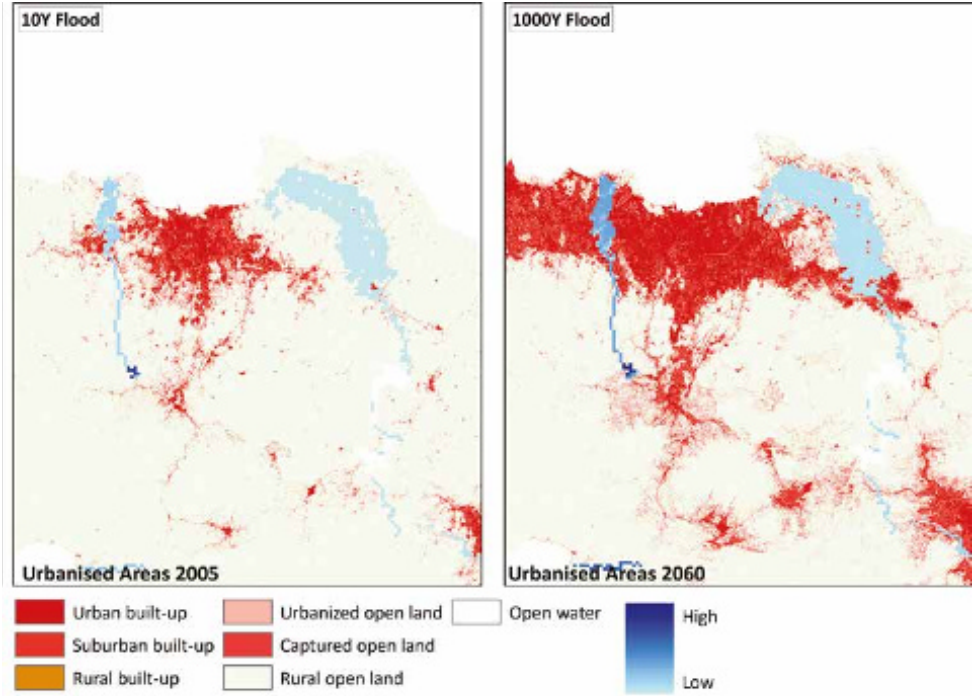 10Y Flood
1000Y Flood
Urbanised Areas 2005
Urbanised Areas 2060
Urban built-up
Urbanized open land
Open water
High
Suburban built-up
Captured open land
Rural built-up
Rural open land
Low